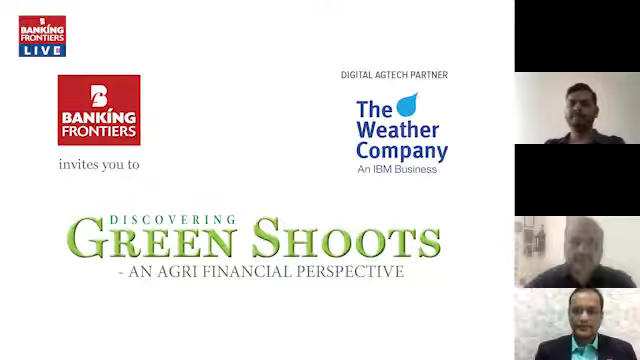 BANKING
FRONTIERS
LIVE
BANKING
FRONTIERS
invites you to
DIGITAL AGTECH PARTNER
The
Weather
Company
An IBM Business
DISCOVERING
GREEN SHOOTS
- AN AGRI FINANCIAL PERSPECTIVE